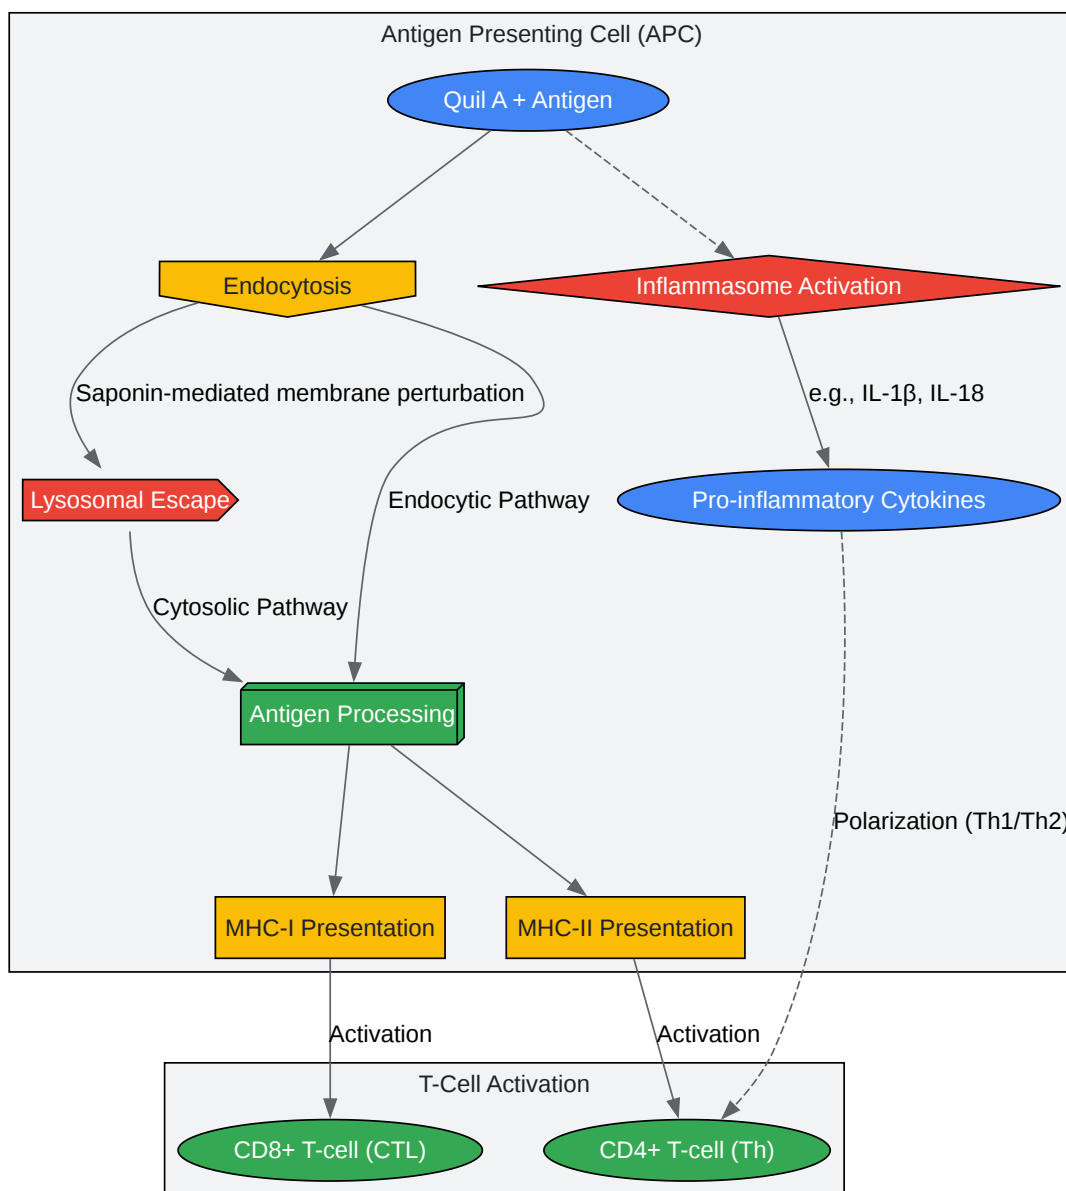 Antigen Presenting Cell (APC)
Quil A + Antigen
Endocytosis
Inflammasome Activation
Saponin-mediated membrane perturbation
e.g., IL-1β, IL-18
Lysosomal Escape
Endocytic Pathway
Pro-inflammatory Cytokines
Cytosolic Pathway
Antigen Processing
Polarization (Th1/Th2)
MHC-I Presentation
MHC-II Presentation
Activation
Activation
T-Cell Activation
CD8+ T-cell (CTL)
CD4+ T-cell (Th)